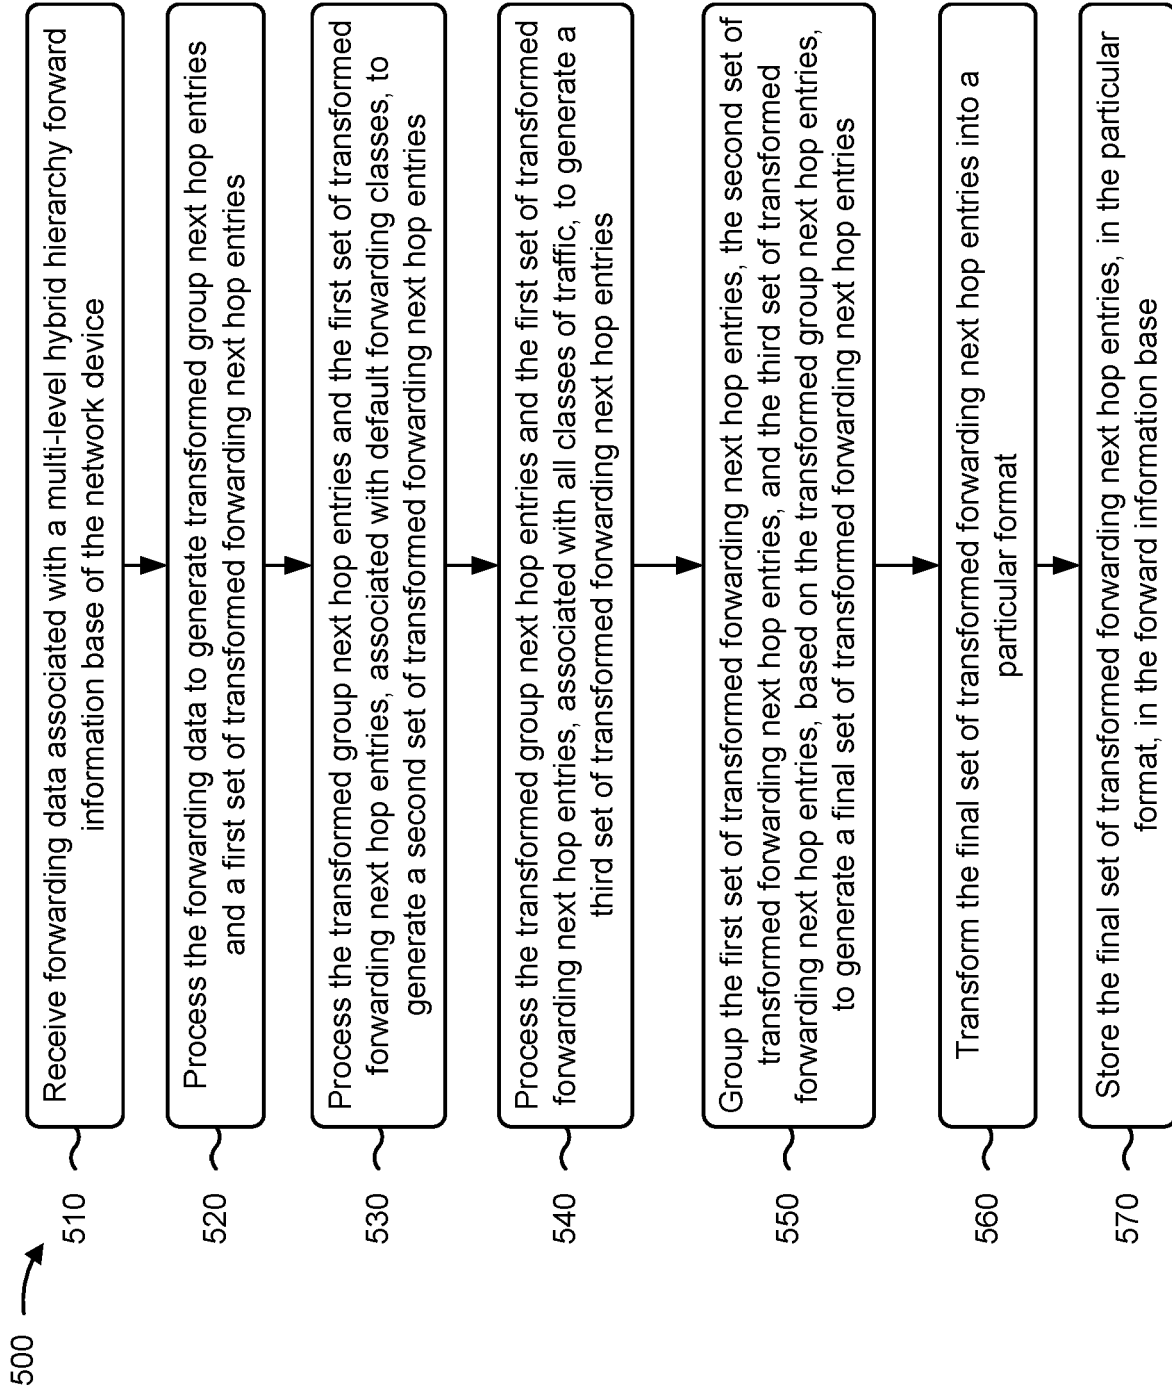 500
510
Receive forwarding data associated with a multi-level hybrid hierarchy forward
information base of the network device
520
Process the forwarding data to generate transformed group next hop entries
and a first set of transformed forwarding next hop entries
530
Process the transformed group next hop entries and the first set of transformed
forwarding next hop entries, associated with default forwarding classes, to
generate a second set of transformed forwarding next hop entries
540
Process the transformed group next hop entries and the first set of transformed
forwarding next hop entries, associated with all classes of traffic, to generate a
third set of transformed forwarding next hop entries
550
Group the first set of transformed forwarding next hop entries, the second set of
transformed forwarding next hop entries, and the third set of transformed
forwarding next hop entries, based on the transformed group next hop entries,
to generate a final set of transformed forwarding next hop entries
560
Transform the final set of transformed forwarding next hop entries into a
particular format
570
Store the final set of transformed forwarding next hop entries, in the particular
format, in the forward information base